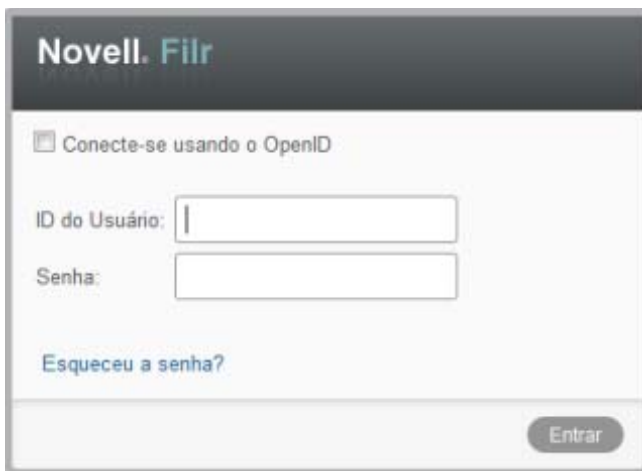 Novell. Filr
Conecte-se usando o OpenID
ID do Usuário:
Senha:
Esqueceu a senha?
Entrar